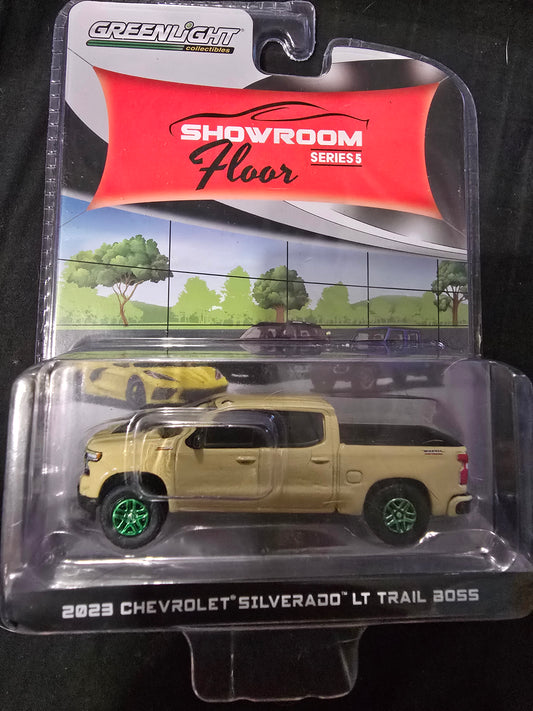 GREENLIGHT
collectibles
SHOWROOM
Floor SERIES 5
2023 CHEVROLET® SILVERADO™ LT TRAIL BOSS